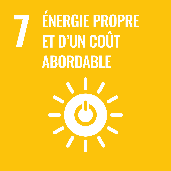 7 ÉNERGIE PROPRE
ET D'UN COÛT
ABORDABLE